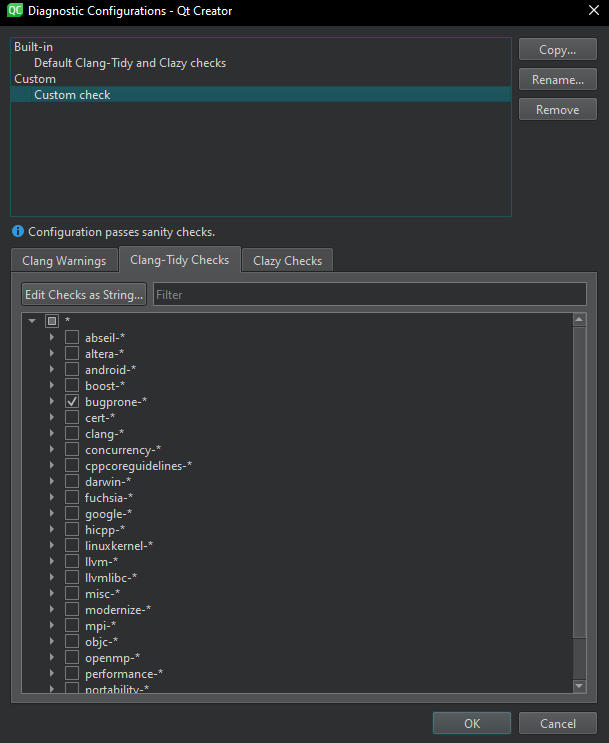 QC Diagnostic Configurations - Qt Creator
Built-in
Default Clang-Tidy and Clazy checks
Custom
Custom check
Copy...
Rename...
Remove
Configuration passes sanity checks.
Clang Warnings Clang-Tidy Checks Clazy Checks
Edit Checks as String... Filter
*
abseil-*
altera-*
android-*
boost-*
bugprone-*
cert-*
clang-*
concurrency-*
cppcoreguidelines-*
darwin-*
fuchsia-*
google-*
hicpp-*
linuxkernel-*
llvm-*
llvmlibc-*
misc-*
modernize-*
mpi-*
objc-*
openmp-*
performance-*
portability-*
OK Cancel